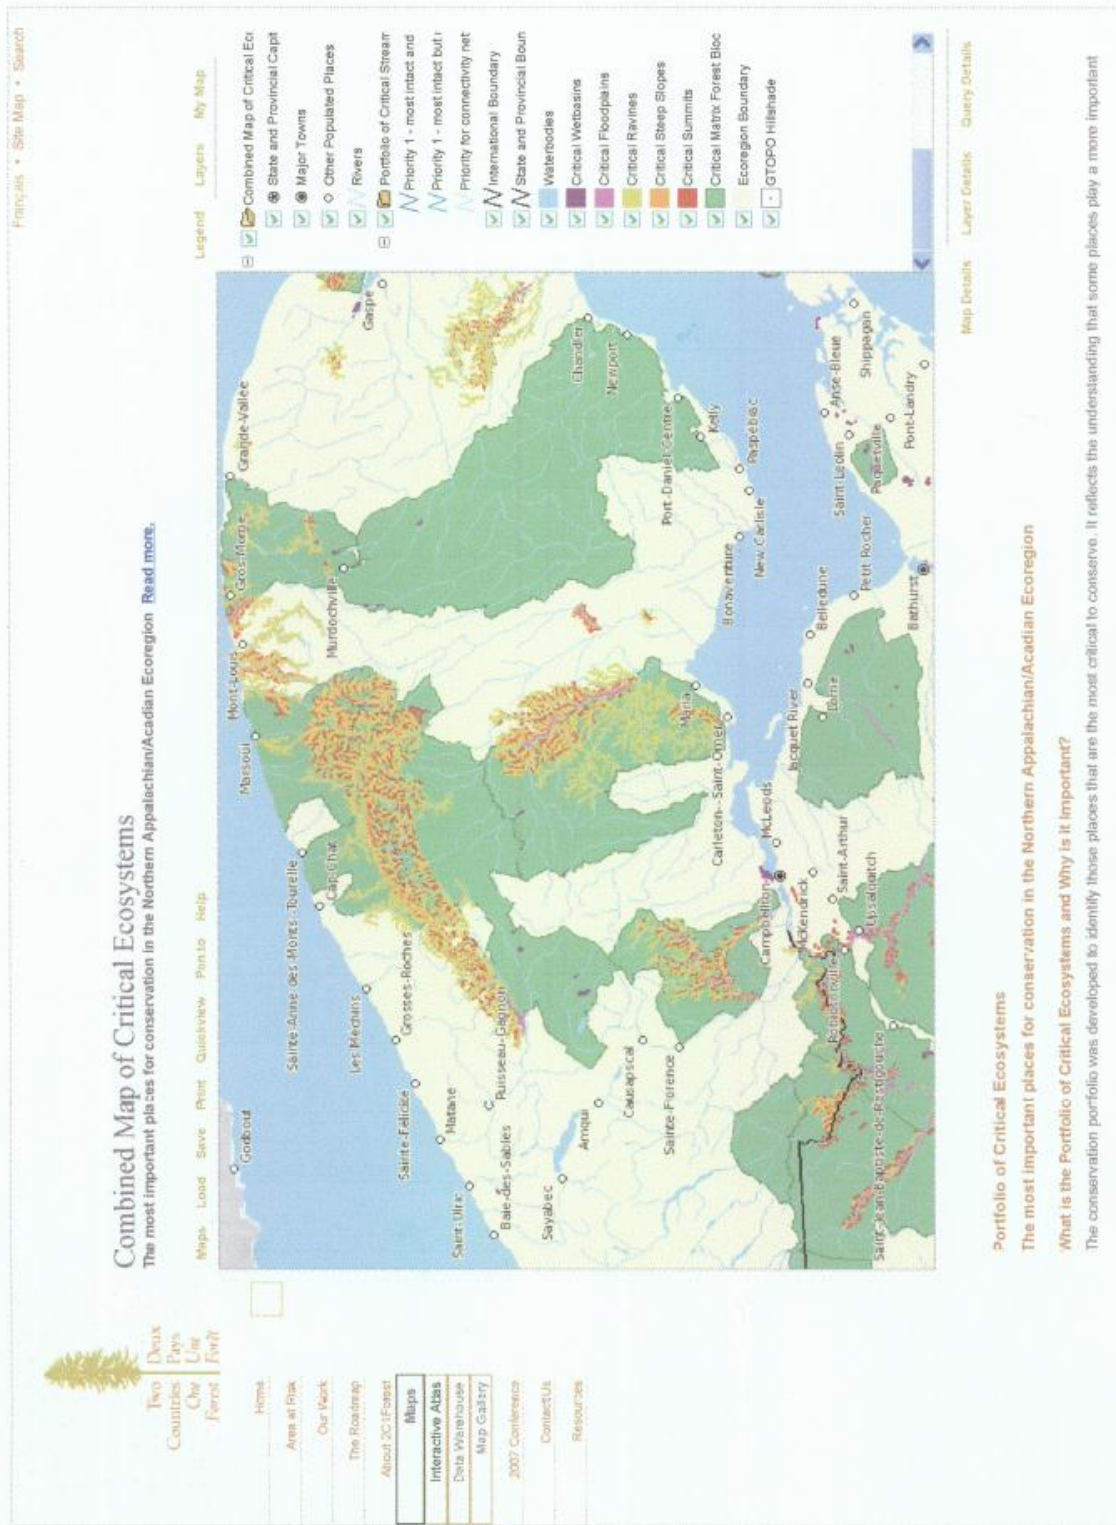 Français • Site Map • Search
Two Countries One Forest
Deux Pays Une Forêt
Combined Map of Critical Ecosystems
The most important places for conservation in the Northern Appalachian/Acadian Ecoregion Read more.
Home
Area at Risk
Our Work
The Roadmap
About 2C1Forest
Maps
Interactive Atlas
Data Warehouse
Map Gallery
2007 Conference
Contact Us
Resources
Maps Load Save Print Quickview Pan to Help
Legend Layers My Map
Combined Map of Critical Eco
State and Provincial Capit
Major Towns
Other Populated Places
Rivers
Portfolio of Critical Stream
Priority 1 - most intact and
Priority 1 - most intact but r
Priority for connectivity net
International Boundary
State and Provincial Boun
Waterbodies
Critical Wetbasins
Critical Floodplains
Critical Ravines
Critical Steep Slopes
Critical Summits
Critical Matrix Forest Bloc
Ecoregion Boundary
GTOPO Hillshade
Godbout
Mont-Louis
Gros-Morne
Grande-Vallee
Marsoui
Sainte-Anne-des-Monts--Tourelle
Cap-Chat
Murdochville
Gaspe
Les Mechins
Grosses-Roches
Sainte-Felicite
Matane
Saint-Ulric
Baie-des-Sables
Ruisseau-Gagnon
Sayabec
Amqui
Causapscal
Sainte-Florence
Chandler
Newport
Port-Daniel-Centre
Kelly
Paspebiac
New Carlisle
Bonaventure
Maria
Carleton--Saint-Omer
Campbellton
McLeods
McKendrick
Saint-Arthur
Upsalquitch
Robinsonville
Saint-Jean-Baptiste-de-Restigouche
Jacquet River
Lorne
Belledune
Petit Rocher
Bathurst
Anse-Bleue
Saint-Leolin
Shippagan
Paquetville
Pont-Landry
Map Details Layer Details Query Details
Portfolio of Critical Ecosystems
The most important places for conservation in the Northern Appalachian/Acadian Ecoregion
What is the Portfolio of Critical Ecosystems and Why is it Important?
The conservation portfolio was developed to identify those places that are the most critical to conserve. It reflects the understanding that some places play a more important